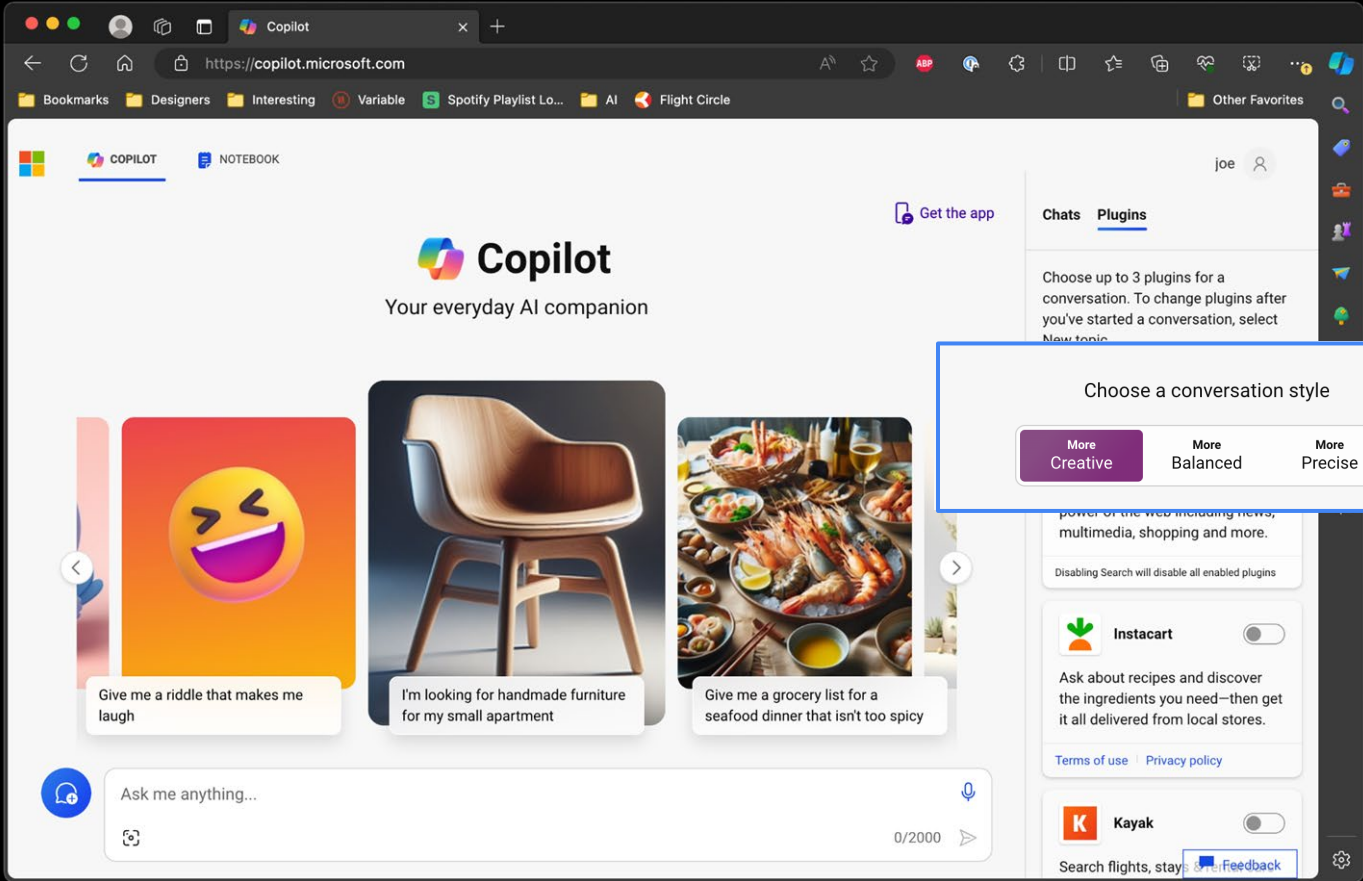 Copilot
https://copilot.microsoft.com
ABP
Bookmarks
Designers
Interesting
Variable
Spotify Playlist Lo...
AI
Flight Circle
Other Favorites
COPILOT
NOTEBOOK
joe
Get the app
Copilot
Your everyday AI companion
Give me a riddle that makes me
laugh
I'm looking for handmade furniture
for my small apartment
Give me a grocery list for a
seafood dinner that isn't too spicy
Ask me anything...
0/2000
Chats Plugins
Choose up to 3 plugins for a
conversation. To change plugins after
you've started a conversation, select
New topic
Choose a conversation style
More
Creative
More
Balanced
More
Precise
power of the web including news,
multimedia, shopping and more.
Disabling Search will disable all enabled plugins
Instacart
Ask about recipes and discover
the ingredients you need—then get
it all delivered from local stores.
Terms of use
Privacy policy
K
Kayak
Search flights, stays
Feedback